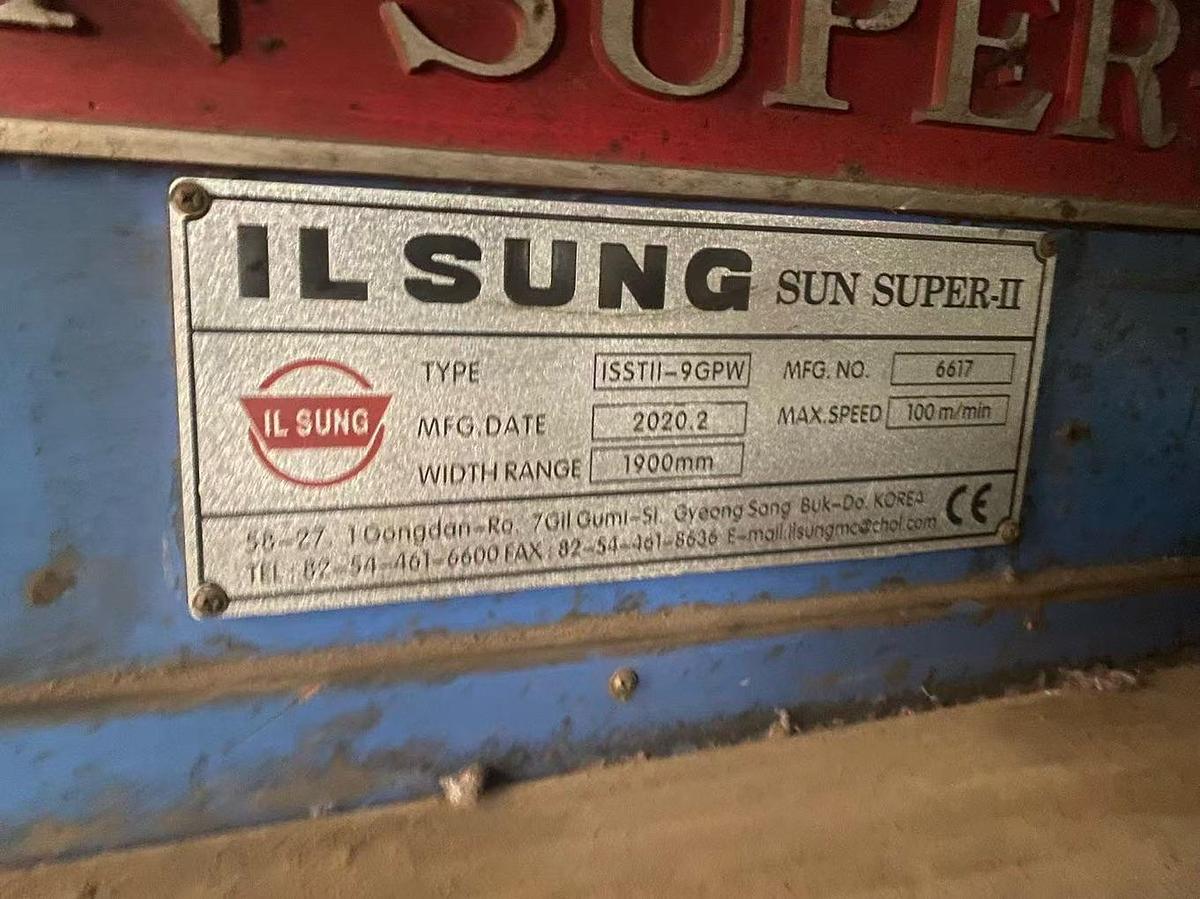 SUPER-
IL SUNG SUN SUPER-II
IL SUNG
TYPE ISSTII-9GPW MFG. NO. 6617
MFG.DATE 2020.2 MAX.SPEED 100 m/min
WIDTH RANGE 1900mm
58-27, 1Gongdan-Ro, 7Gil Gumi-Si, Gyeong Sang Buk-Do, KOREA
TEL : 82-54-461-6600 FAX : 82-54-461-8636 E-mail.ilsungmc@chol.com
CE